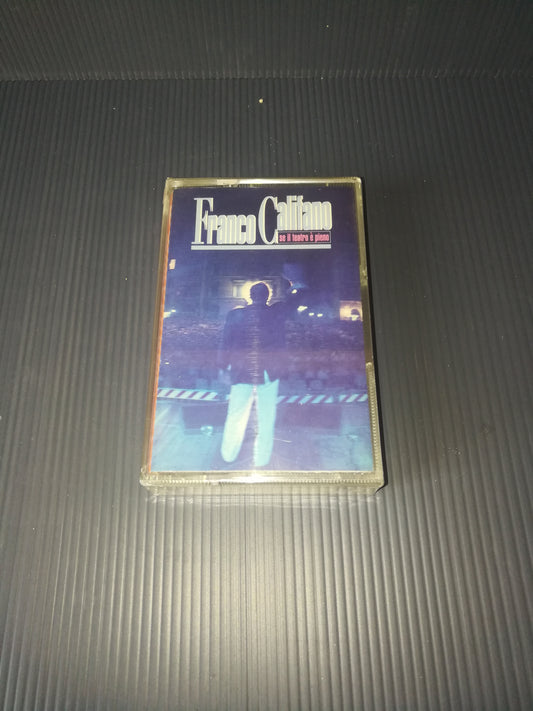 Franco Califano
se il teatro è pieno